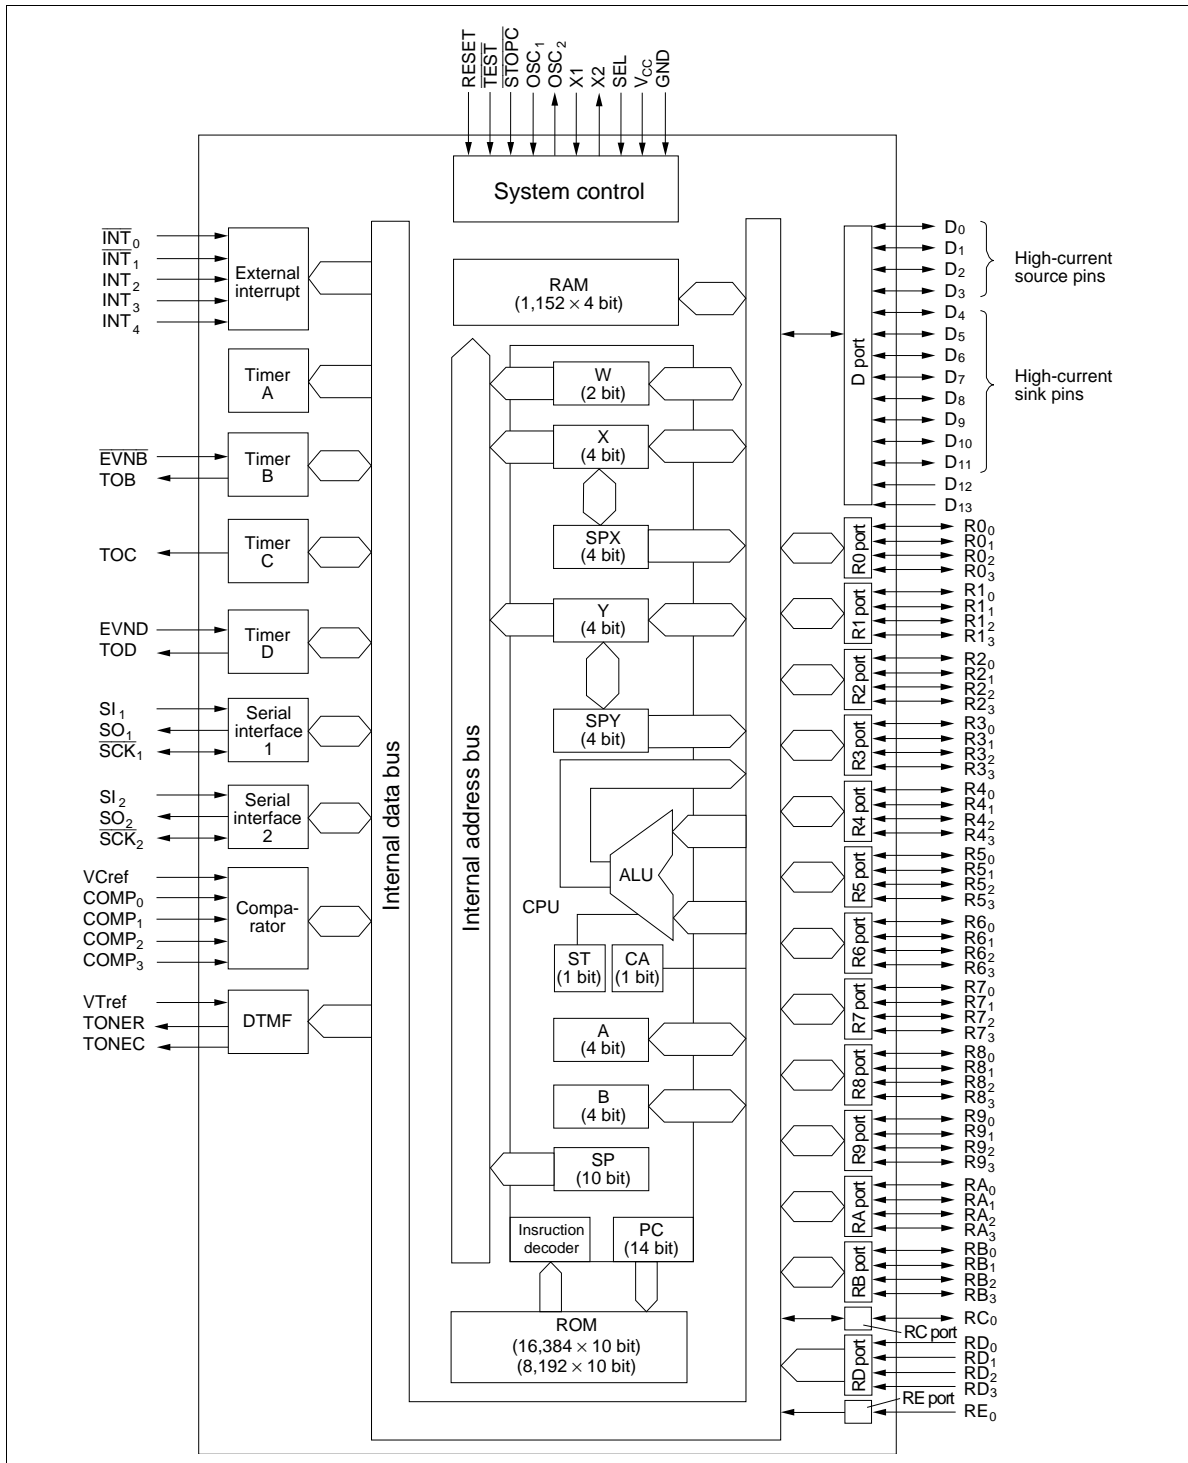 RESET
TEST
STOPC
OSC1
OSC2
X1
X2
SEL
VCC
GND
System control
INT0
INT1
INT2
INT3
INT4
External
interrupt
Timer
A
EVNB
TOB
Timer
B
TOC
Timer
C
EVND
TOD
Timer
D
SI1
SO1
SCK1
Serial
interface
1
SI2
SO2
SCK2
Serial
interface
2
VCref
COMP0
COMP1
COMP2
COMP3
Compa-
rator
VTref
TONER
TONEC
DTMF
Internal data bus
Internal address bus
RAM
(1,152 × 4 bit)
W
(2 bit)
X
(4 bit)
SPX
(4 bit)
Y
(4 bit)
SPY
(4 bit)
ALU
CPU
ST
(1 bit)
CA
(1 bit)
A
(4 bit)
B
(4 bit)
SP
(10 bit)
Insruction
decoder
PC
(14 bit)
ROM
(16,384 × 10 bit)
(8,192 × 10 bit)
D port
D0
D1
D2
D3
High-current
source pins
D4
D5
D6
D7
D8
D9
D10
D11
High-current
sink pins
D12
D13
R0 port
R00
R01
R02
R03
R1 port
R10
R11
R12
R13
R2 port
R20
R21
R22
R23
R3 port
R30
R31
R32
R33
R4 port
R40
R41
R42
R43
R5 port
R50
R51
R52
R53
R6 port
R60
R61
R62
R63
R7 port
R70
R71
R72
R73
R8 port
R80
R81
R82
R83
R9 port
R90
R91
R92
R93
RA port
RA0
RA1
RA2
RA3
RB port
RB0
RB1
RB2
RB3
RC0
RC port
RD port
RD0
RD1
RD2
RD3
RE port
RE0